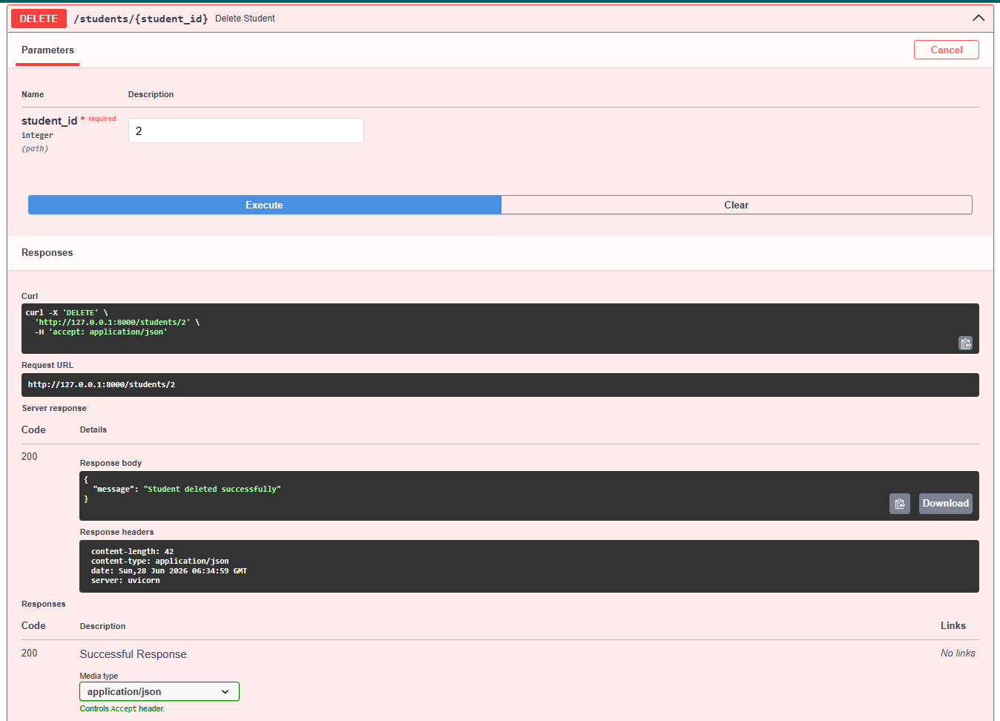 DELETE /students/{student_id} Delete Student
Parameters
Cancel
Name Description
student_id * required
integer
(path)
2
Execute Clear
Responses
Curl
curl -X 'DELETE' \
'http://127.0.0.1:8000/students/2' \
-H 'accept: application/json'
Request URL
http://127.0.0.1:8000/students/2
Server response
Code Details
200
Response body
{
"message": "Student deleted successfully"
}
Download
Response headers
content-length: 42
content-type: application/json
date: Sun,28 Jun 2026 06:34:59 GMT
server: uvicorn
Responses
Code Description Links
200 Successful Response No links
Media type
application/json
Controls Accept header.